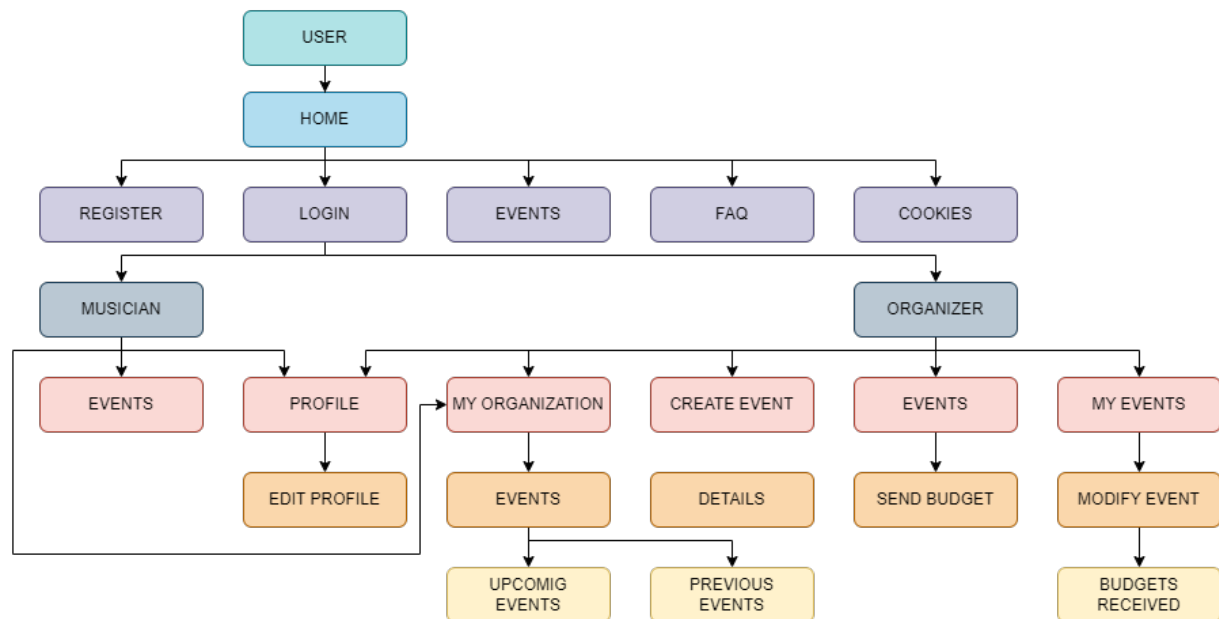 USER
HOME
REGISTER
LOGIN
EVENTS
FAQ
COOKIES
MUSICIAN
ORGANIZER
EVENTS
PROFILE
MY ORGANIZATION
CREATE EVENT
EVENTS
MY EVENTS
EDIT PROFILE
EVENTS
DETAILS
SEND BUDGET
MODIFY EVENT
UPCOMIG
EVENTS
PREVIOUS
EVENTS
BUDGETS
RECEIVED